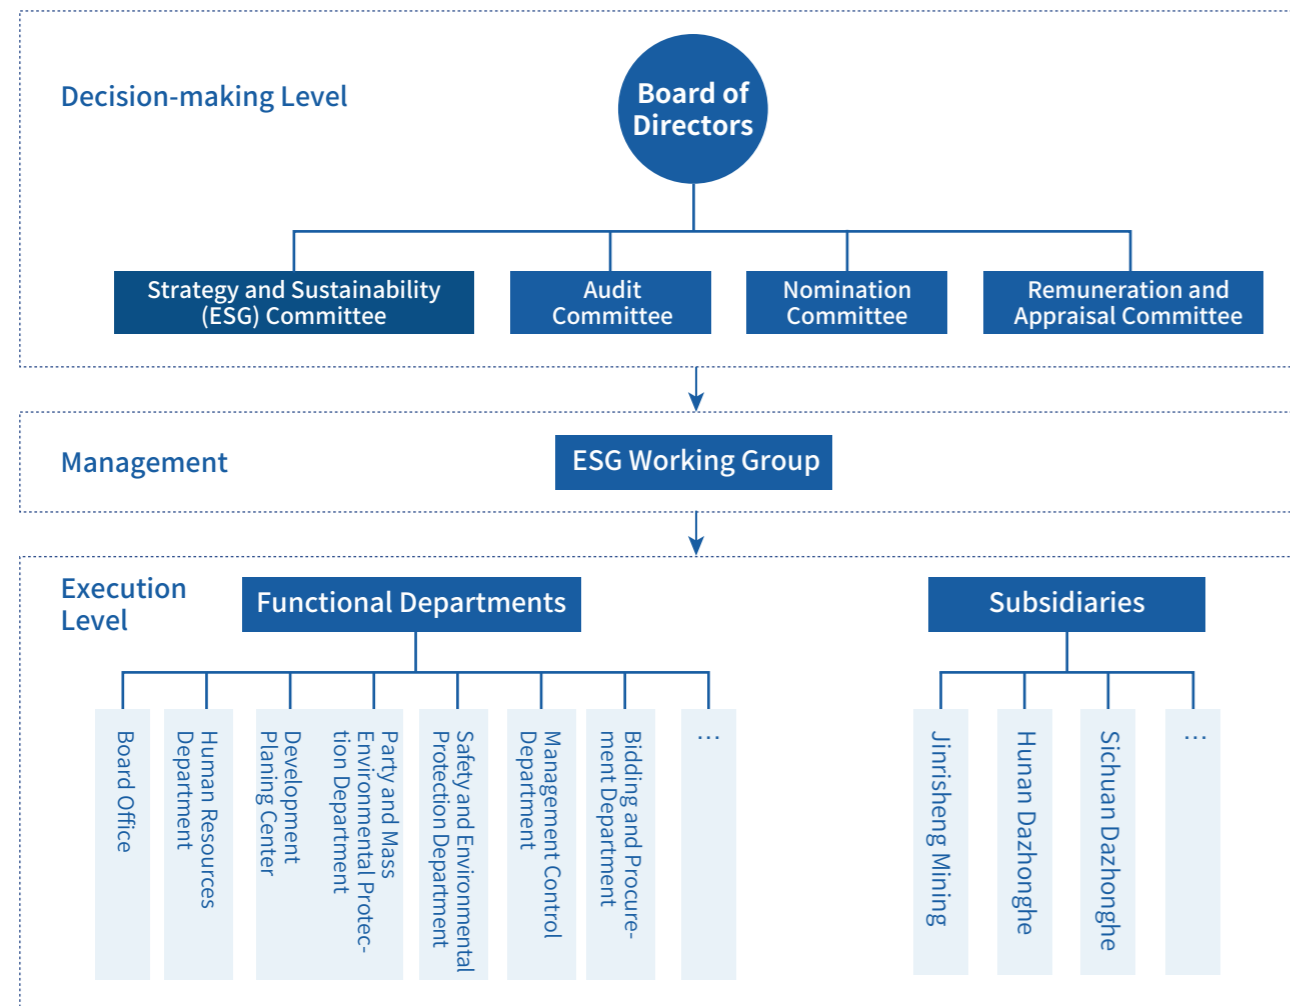 Decision-making Level
Board of
Directors
Strategy and Sustainability
(ESG) Committee
Audit
Committee
Nomination
Committee
Remuneration and
Appraisal Committee
Management
ESG Working Group
Execution
Level
Functional Departments
Subsidiaries
Board Office
Human Resources
Department
Development
Planing Center
Party and Mass
Environmental Protec-
tion Department
Safety and Environmental
Protection Department
Management Control
Department
Bidding and Procure-
ment Department
...
Jinrisheng Mining
Hunan Dazhonghe
Sichuan Dazhonghe
...